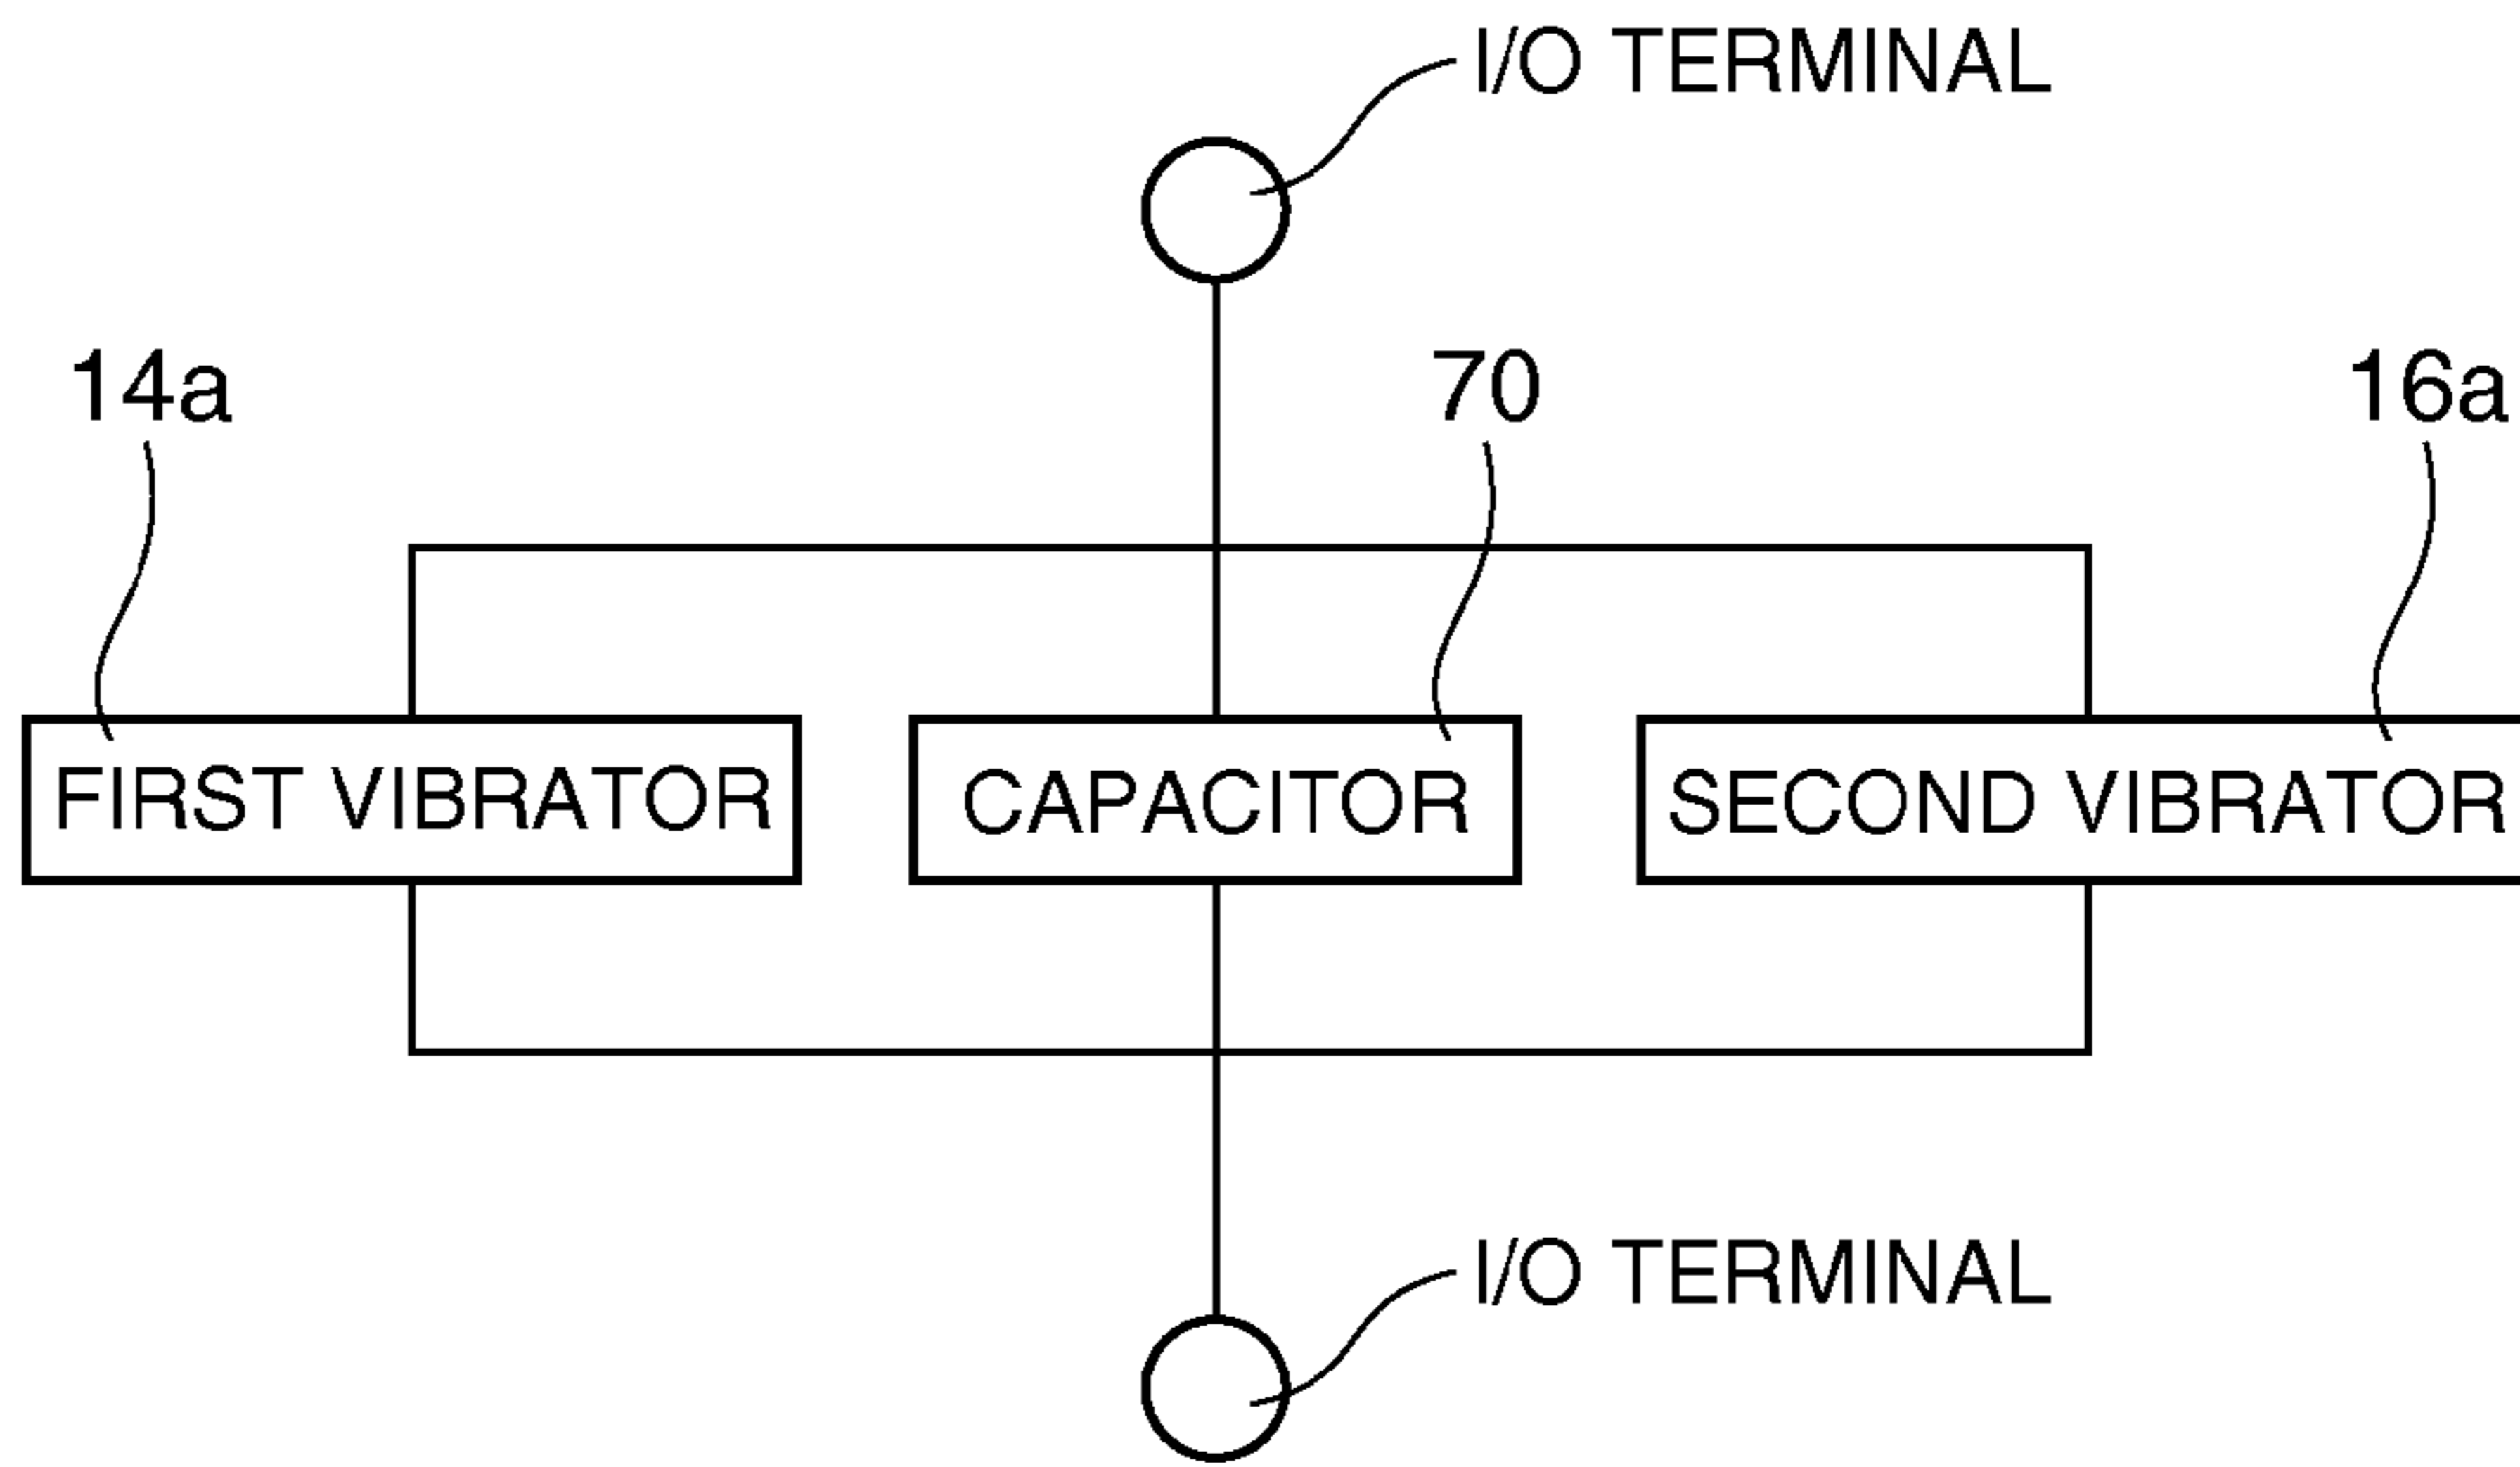 I/O TERMINAL
14a
70
16a
FIRST VIBRATOR
CAPACITOR
SECOND VIBRATOR
I/O TERMINAL